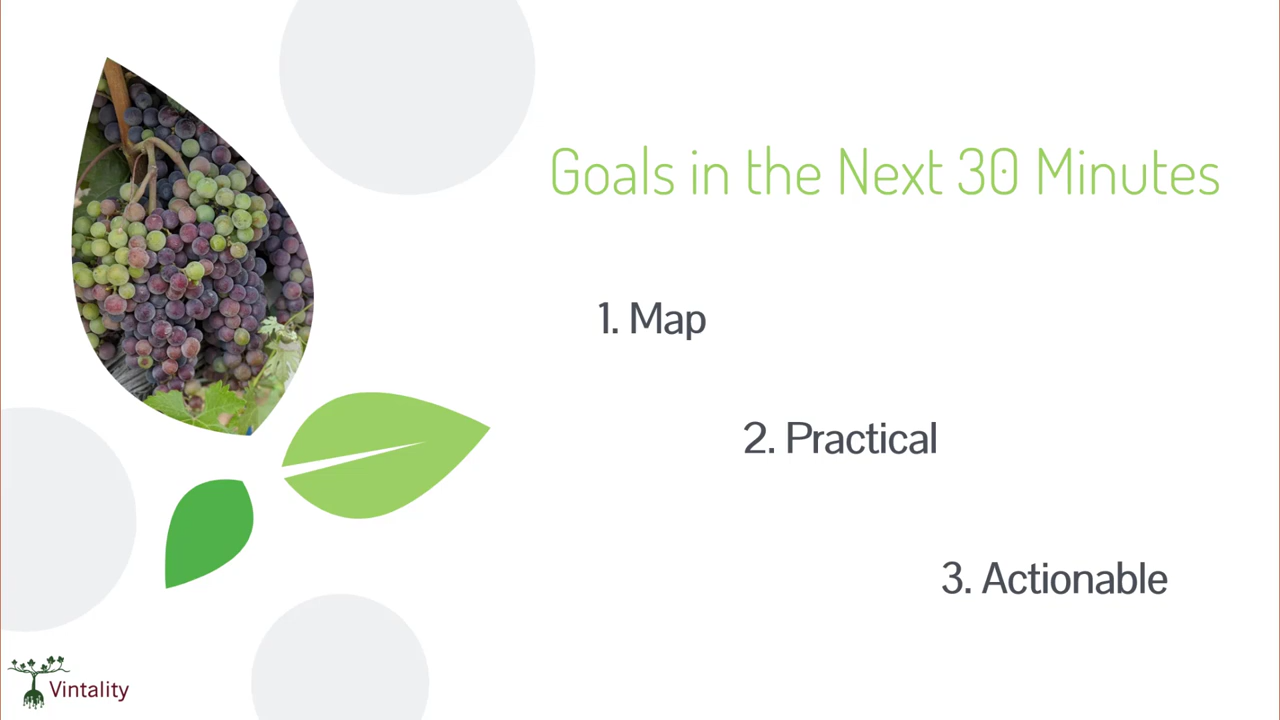 Goals in the Next 30 Minutes
1. Map
2. Practical
3. Actionable
Vintality